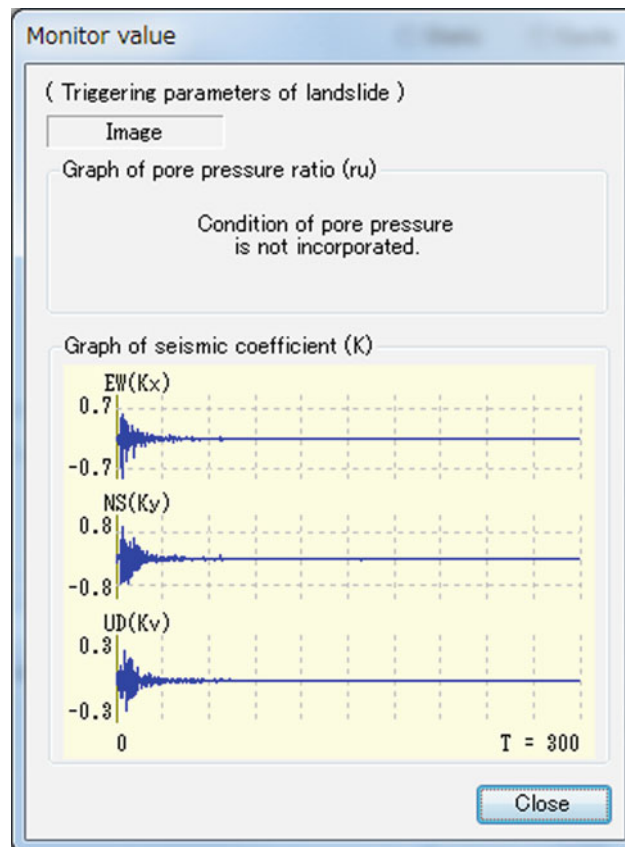 Monitor value
( Triggering parameters of landslide )
Image
Graph of pore pressure ratio (ru)
Condition of pore pressure
is not incorporated.
Graph of seismic coefficient (K)
EW(Kx)
0.7
-0.7
NS(Ky)
0.8
-0.8
UD(Kv)
0.3
-0.3
0 T = 300
Close